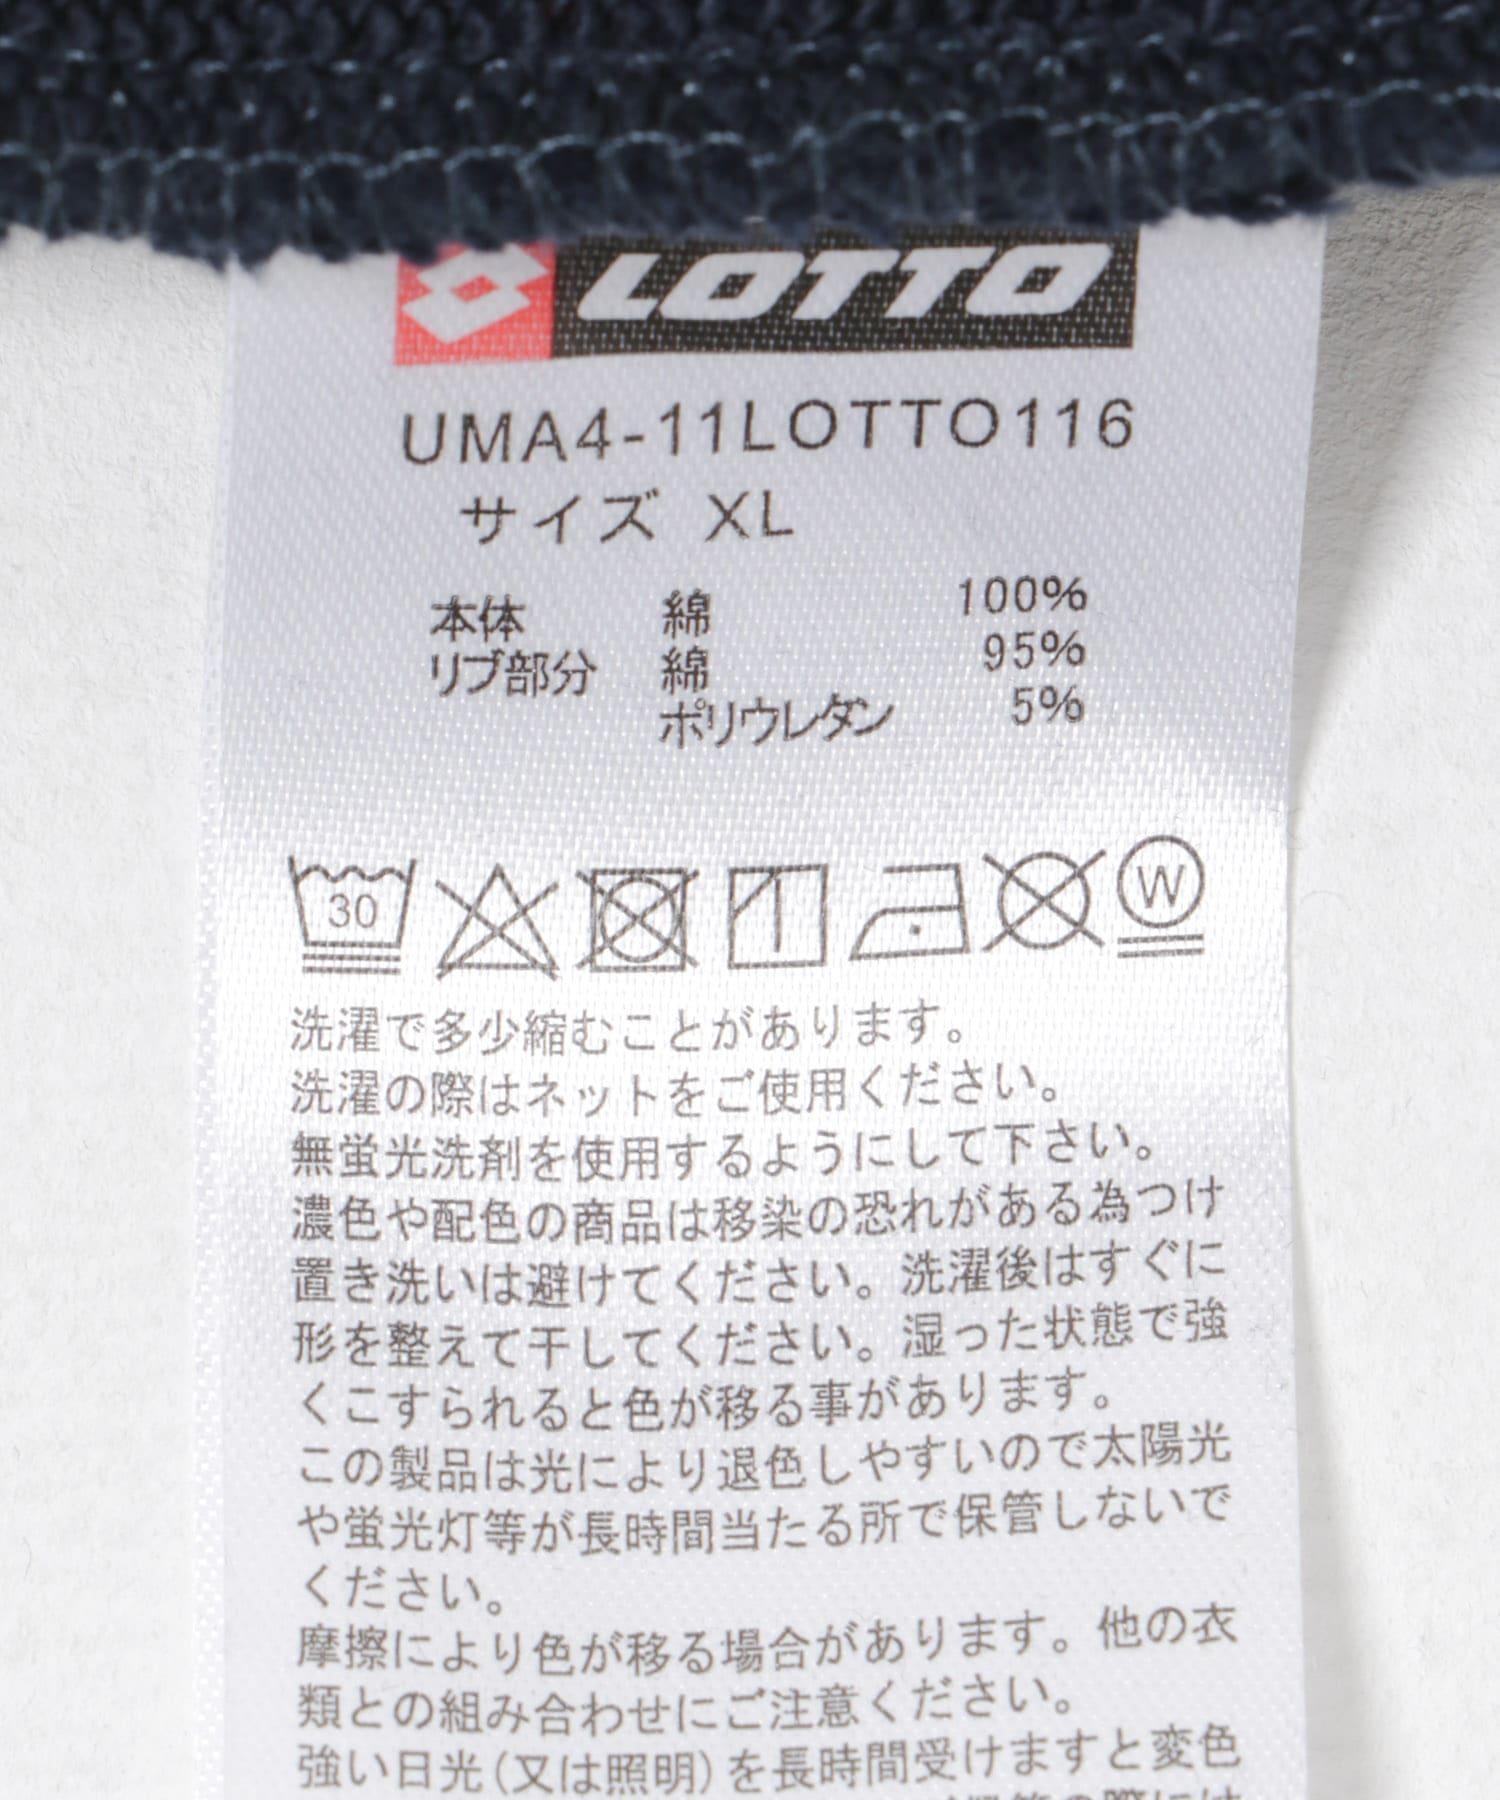 LOTTO
UMA4-11LOTTO116
サイズ XL
本体 綿 100%
リブ部分 綿 95%
ポリウレタン 5%
30
W
洗濯で多少縮むことがあります。
洗濯の際はネットをご使用ください。
無蛍光洗剤を使用するようにして下さい。
濃色や配色の商品は移染の恐れがある為つけ
置き洗いは避けてください。洗濯後はすぐに
形を整えて干してください。湿った状態で強
くこすられると色が移る事があります。
この製品は光により退色しやすいので太陽光
や蛍光灯等が長時間当たる所で保管しないで
ください。
摩擦により色が移る場合があります。他の衣
類との組み合わせにご注意ください。
強い日光(又は照明)を長時間受けますと変色